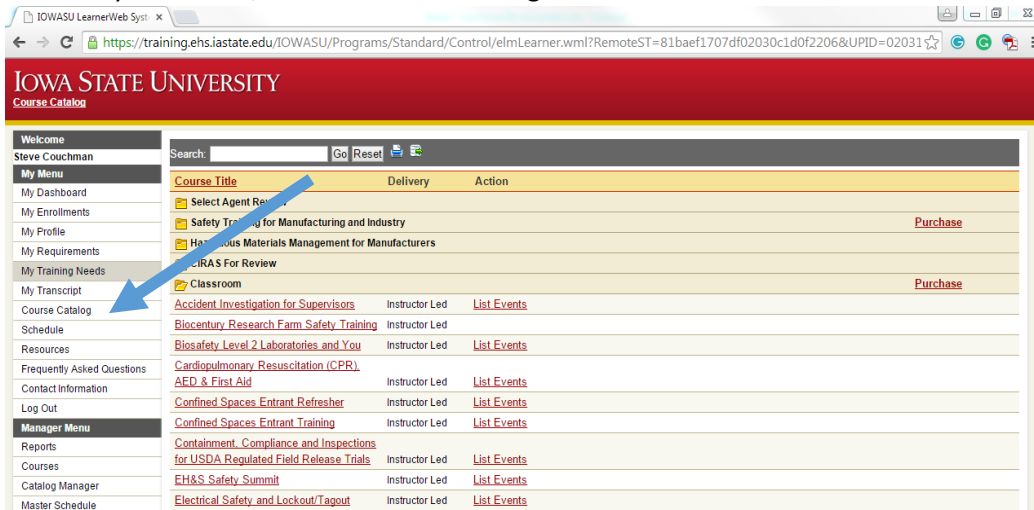 IOWASU LearnerWeb Syst
https://training.ehs.iastate.edu/IOWASU/Programs/Standard/Control/elmLearner.wml?RemoteST=81baef1707df02030c1d0f2206&UPID=02031
IOWA STATE UNIVERSITY
Course Catalog
Welcome
Steve Couchman
My Menu
My Dashboard
My Enrollments
My Profile
My Requirements
My Training Needs
My Transcript
Course Catalog
Schedule
Resources
Frequently Asked Questions
Contact Information
Log Out
Manager Menu
Reports
Courses
Catalog Manager
Master Schedule
Search: Go Reset
Course Title Delivery Action
Select Agent
Safety for Manufacturing and Industry Purchase
Materials Management for Manufacturers
CIRAS For Review
Classroom Purchase
Accident Investigation for Supervisors Instructor Led List Events
Biocentury Research Farm Safety Training Instructor Led
Biosafety Level 2 Laboratories and You Instructor Led List Events
Cardiopulmonary Resuscitation (CPR),
AED & First Aid Instructor Led List Events
Confined Spaces Entrant Refresher Instructor Led List Events
Confined Spaces Entrant Training Instructor Led List Events
Containment, Compliance and Inspections
for USDA Regulated Field Release Trials Instructor Led List Events
EH&S Safety Summit Instructor Led List Events
Electrical Safety and Lockout/Tagout Instructor Led List Events